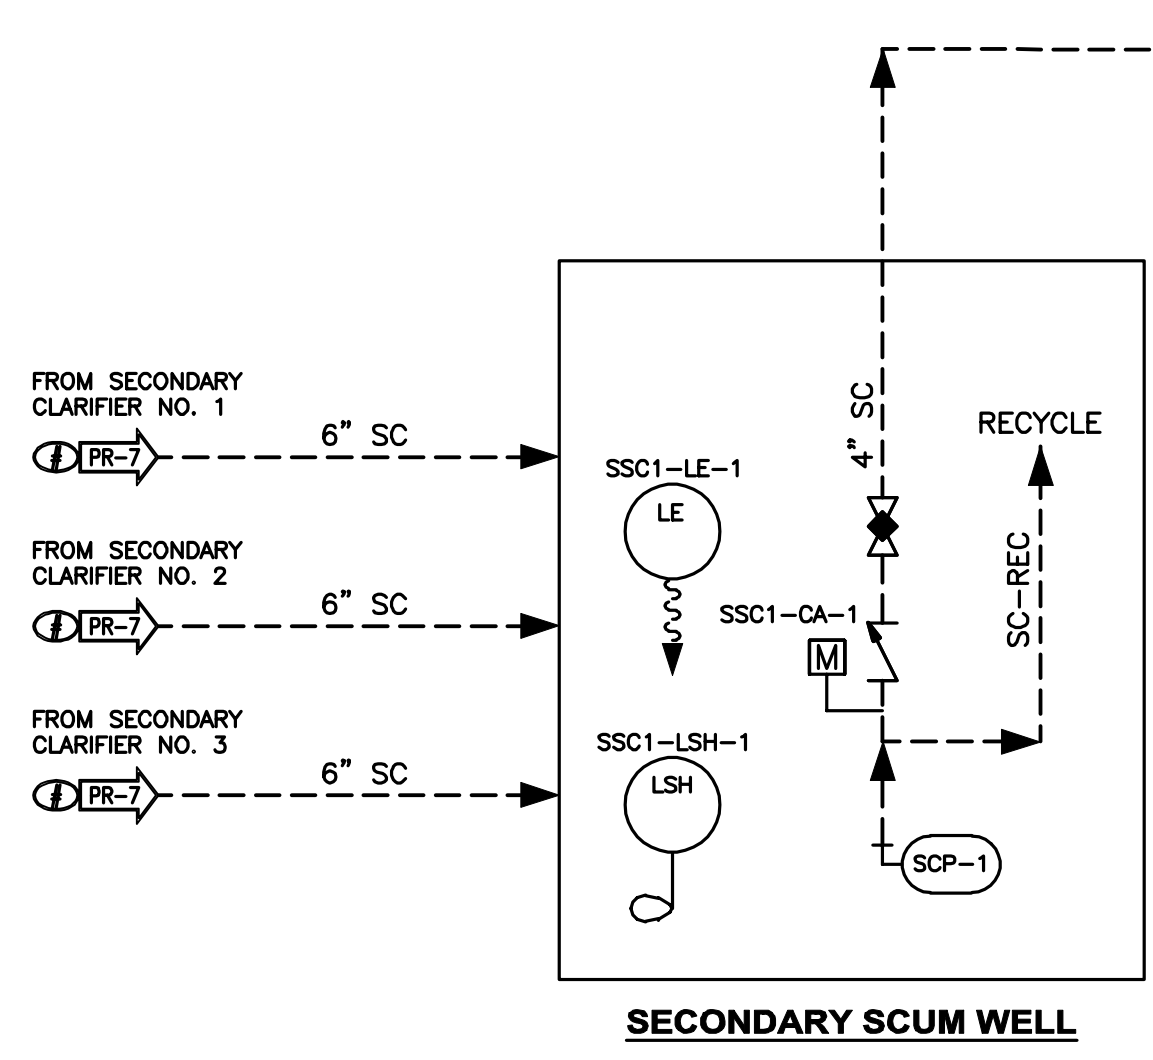 FROM SECONDARY
CLARIFIER NO. 1
# PR-7
6” SC
FROM SECONDARY
CLARIFIER NO. 2
# PR-7
6” SC
FROM SECONDARY
CLARIFIER NO. 3
# PR-7
6” SC
SSC1-LE-1
LE
SSC1-LSH-1
LSH
4” SC
SSC1-CA-1
M
SCP-1
RECYCLE
SC-REC
SECONDARY SCUM WELL